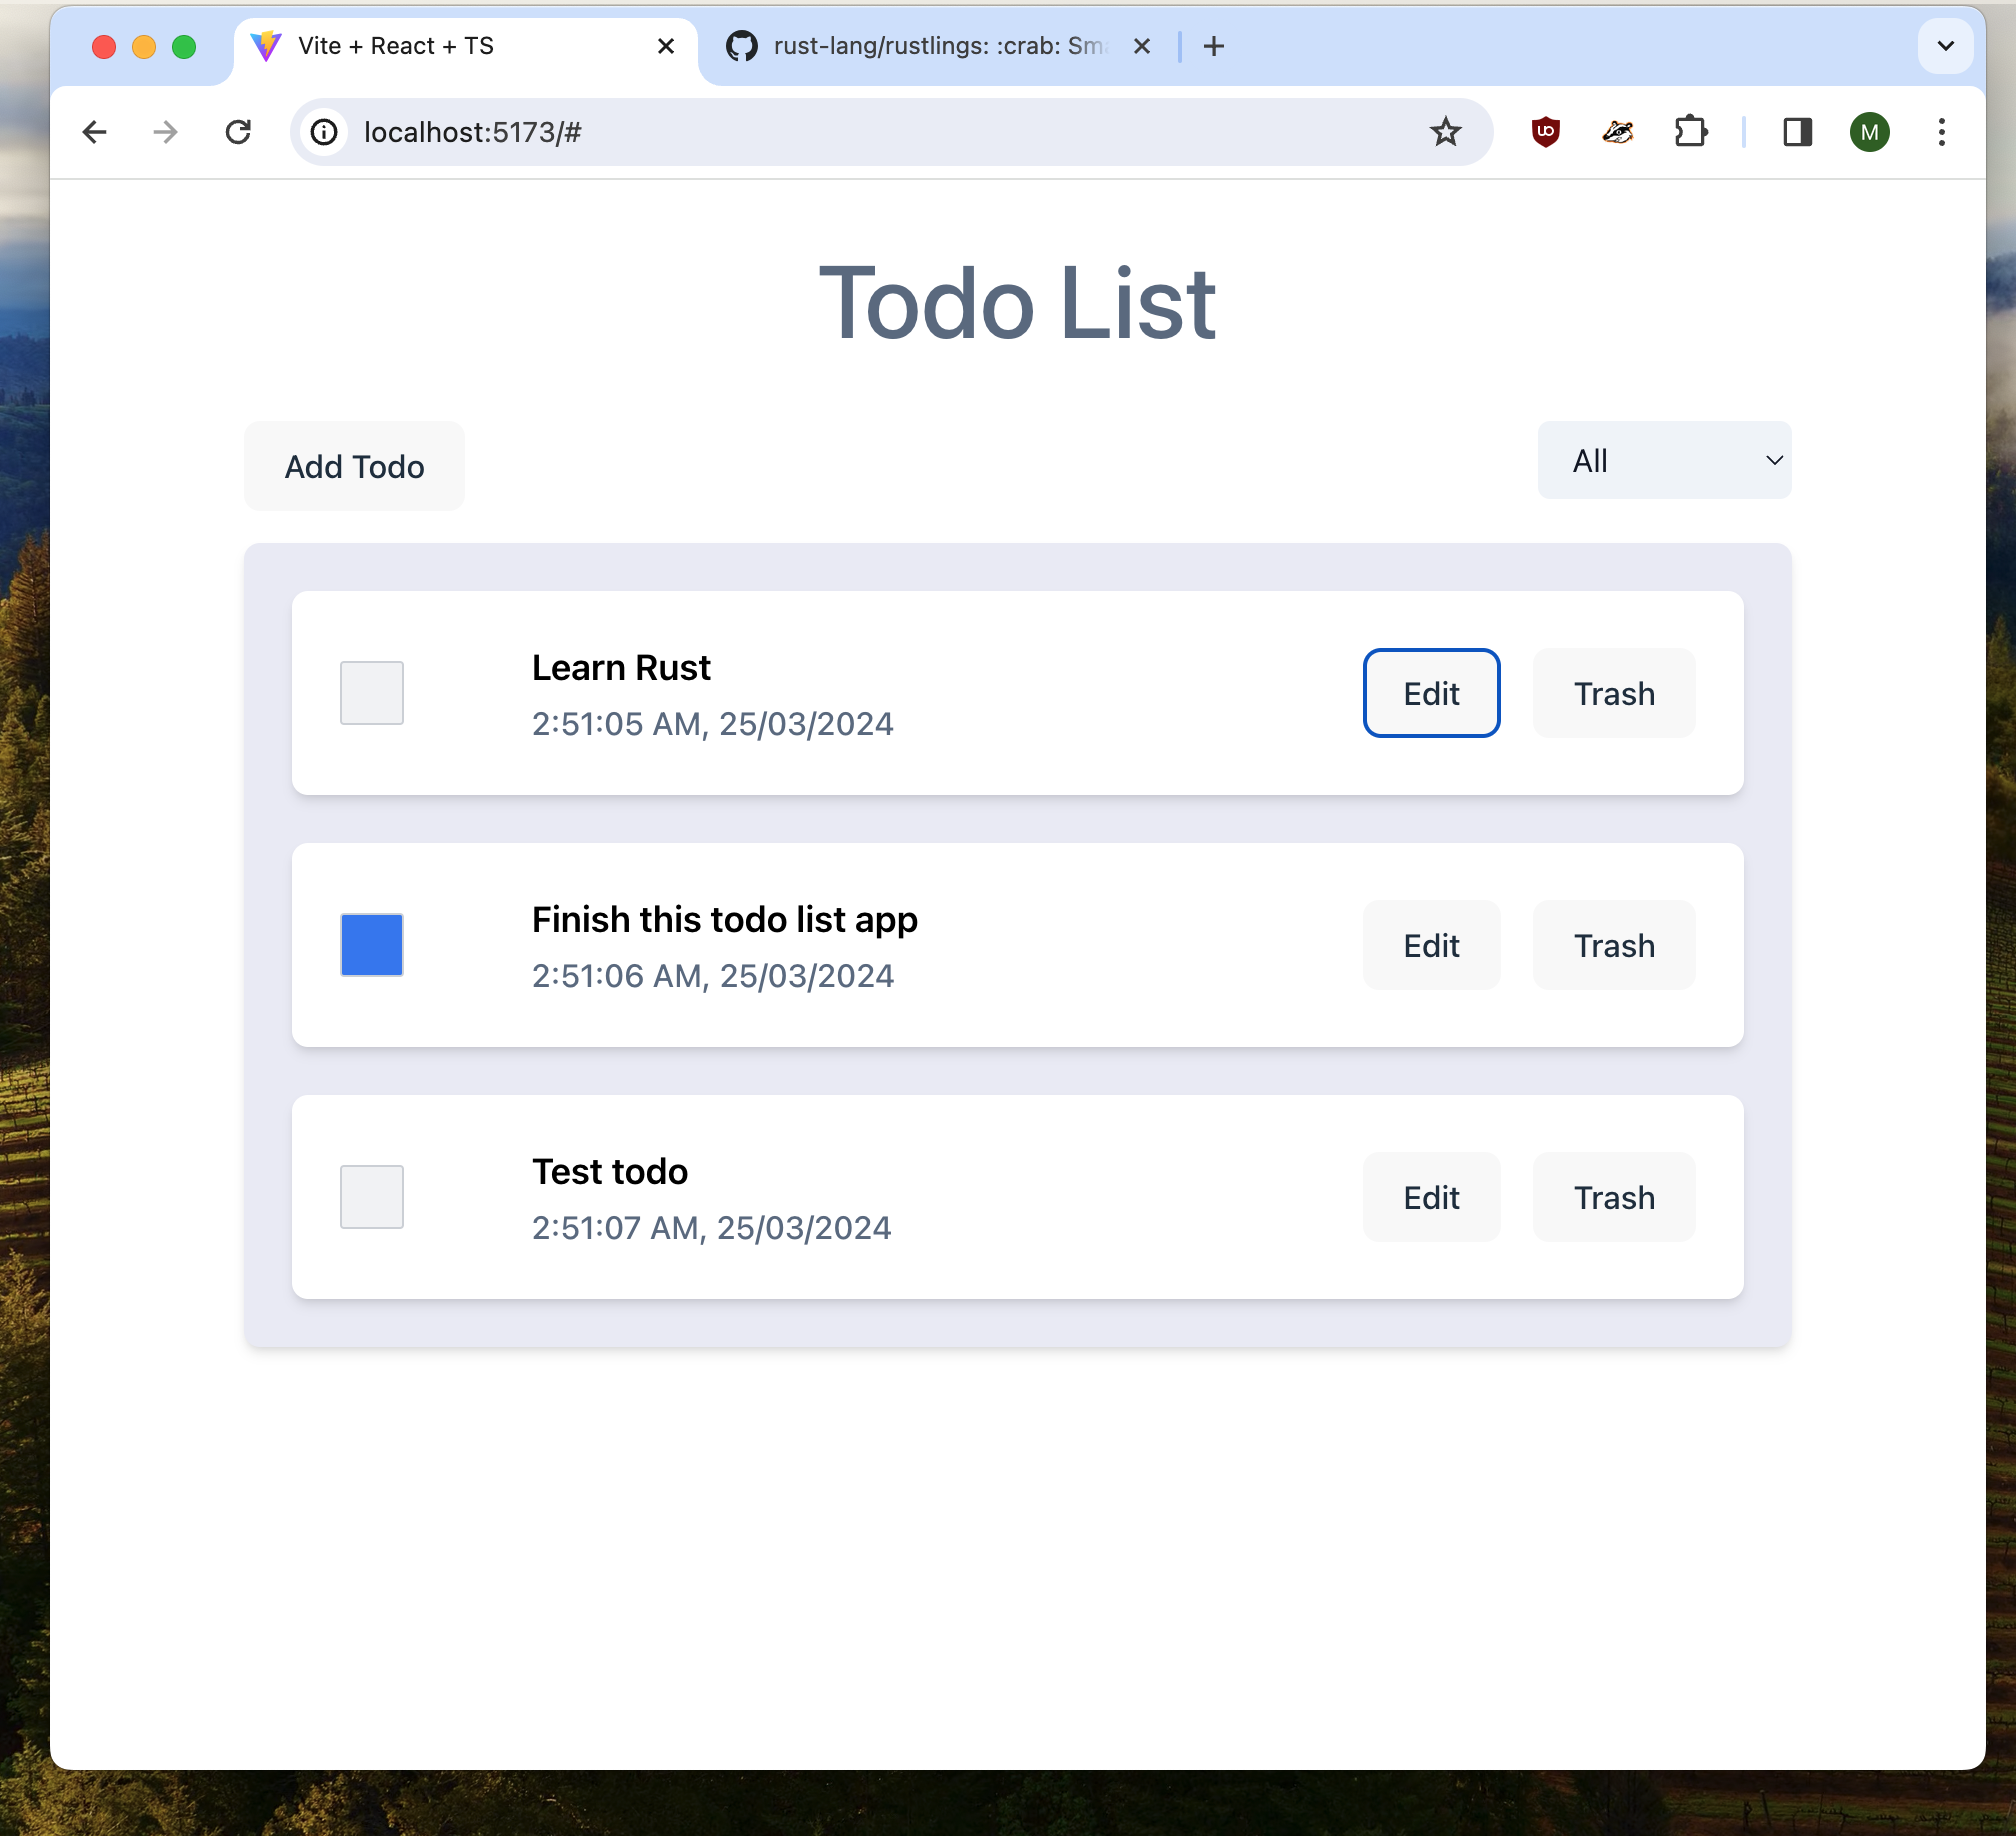 Vite + React + TS
rust-lang/rustlings: :crab: Sma
localhost:5173/#
UO
M
Todo List
Add Todo
All
Learn Rust
2:51:05 AM, 25/03/2024
Edit
Trash
Finish this todo list app
2:51:06 AM, 25/03/2024
Edit
Trash
Test todo
2:51:07 AM, 25/03/2024
Edit
Trash